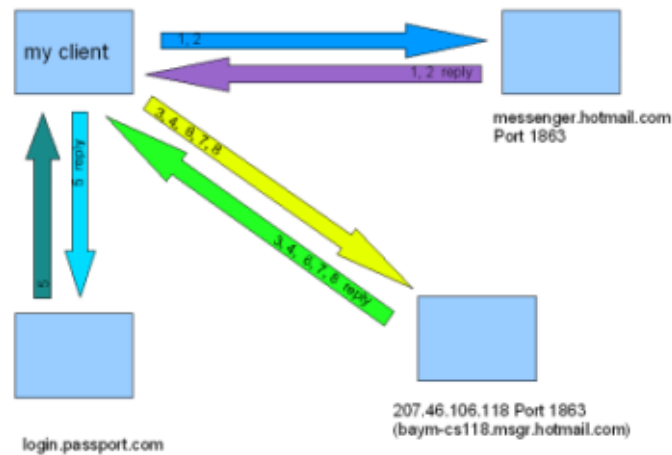 my client
1, 2
1, 2 reply
messenger.hotmail.com
Port 1863
3, 4, 6, 7, 8
5 reply
3, 4, 6, 7, 8 reply
5
207.46.106.118 Port 1863
(baym-cs118.msgr.hotmail.com)
login.passport.com